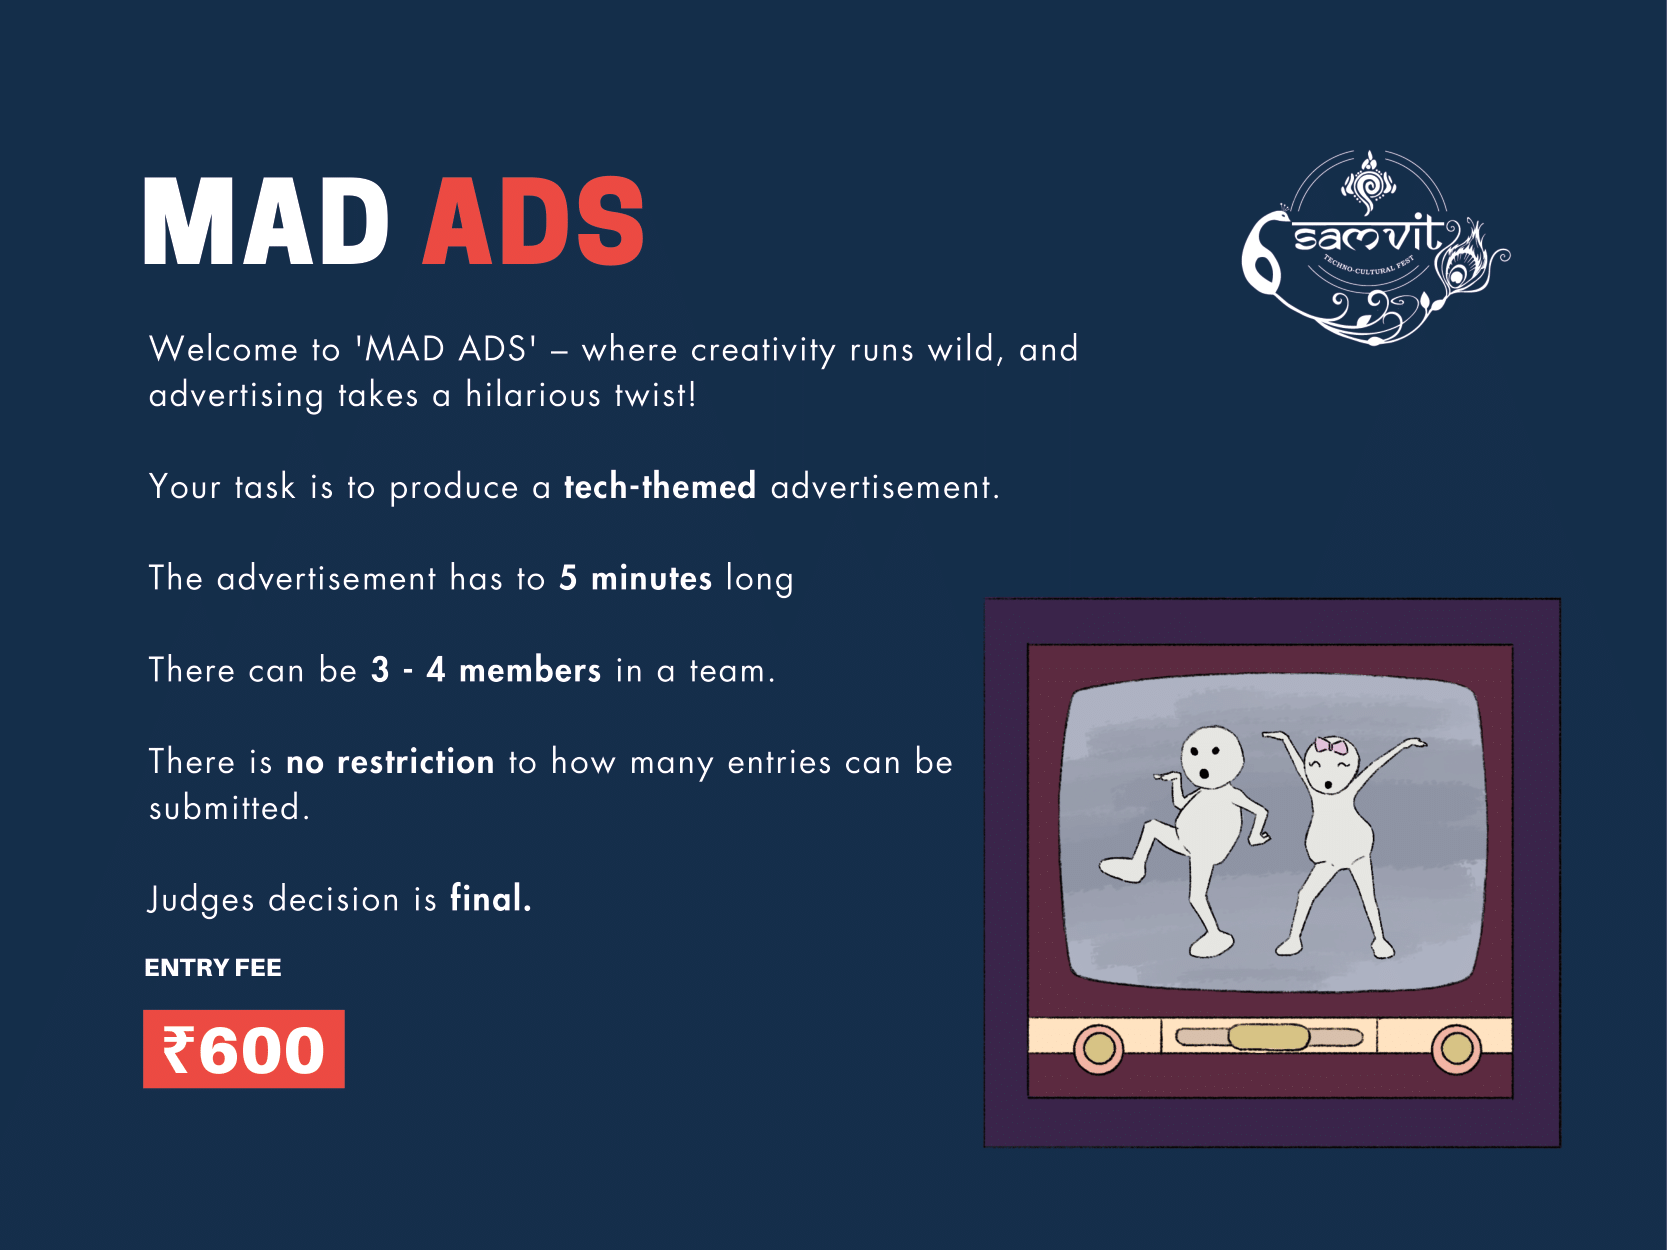 MAD ADS
samvit
TECHNO-CULTURAL FEST
Welcome to 'MAD ADS' – where creativity runs wild, and
advertising takes a hilarious twist!
Your task is to produce a tech-themed advertisement.
The advertisement has to 5 minutes long
There can be 3 - 4 members in a team.
There is no restriction to how many entries can be
submitted.
Judges decision is final.
ENTRY FEE
₹600